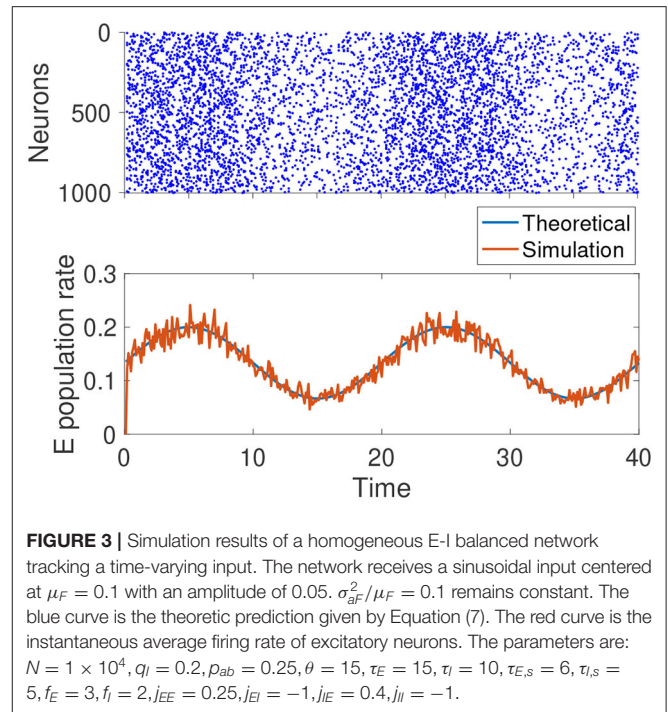 0
500
1000
Neurons
Theoretical
Simulation
0.3
0.2
0.1
0
E population rate
0 10 20 30 40
Time
FIGURE 3 | Simulation results of a homogeneous E-I balanced network
tracking a time-varying input. The network receives a sinusoidal input centered
at μF = 0.1 with an amplitude of 0.05. σ²aF/μF = 0.1 remains constant. The
blue curve is the theoretic prediction given by Equation (7). The red curve is the
instantaneous average firing rate of excitatory neurons. The parameters are:
N = 1 × 10⁴, qI = 0.2, pab = 0.25, θ = 15, τE = 15, τI = 10, τE,s = 6, τI,s =
5, fE = 3, fI = 2, jEE = 0.25, jEI = −1, jIE = 0.4, jII = −1.